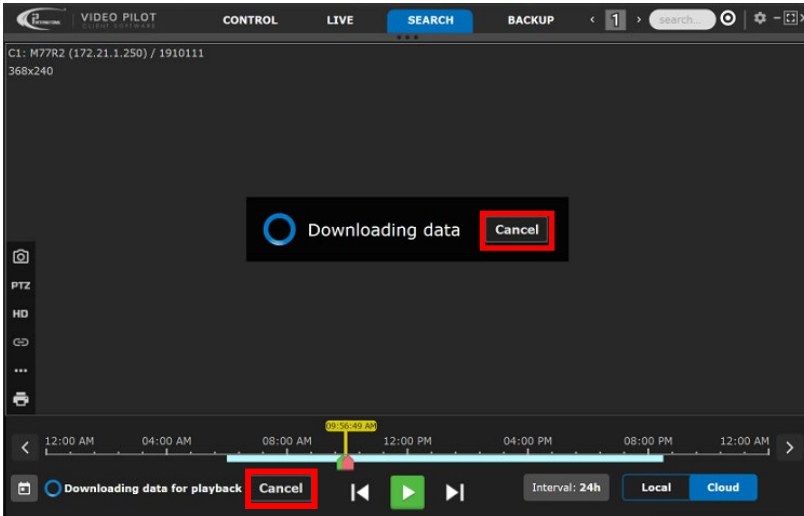 VIDEO PILOT CONTROL LIVE SEARCH BACKUP 1 search...
CLIENT SOFTWARE
C1: M77R2 (172.21.1.250) / 1910111
368x240
Downloading data Cancel
PTZ
HD
09:56:49 AM
12:00 AM 04:00 AM 08:00 AM 12:00 PM 04:00 PM 08:00 PM 12:00 AM
Downloading data for playback Cancel Interval: 24h Local Cloud